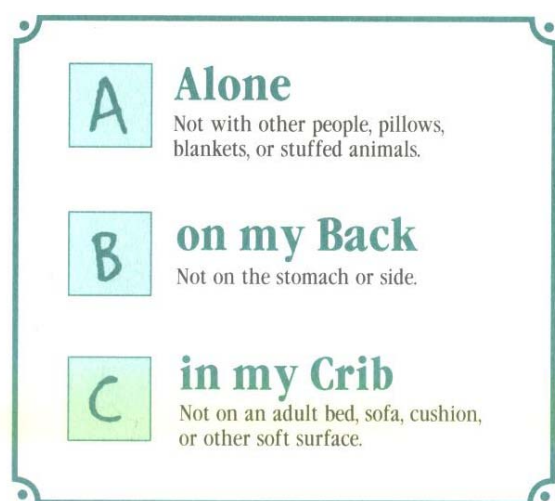 A
Alone
Not with other people, pillows,
blankets, or stuffed animals.
B
on my Back
Not on the stomach or side.
C
in my Crib
Not on an adult bed, sofa, cushion,
or other soft surface.